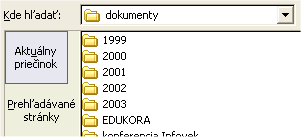 Kde hľadať: dokumenty
Aktuálny
priečinok
Prehľadávané
stránky
1999
2000
2001
2002
2003
EDUKORA
konferencia Infovek